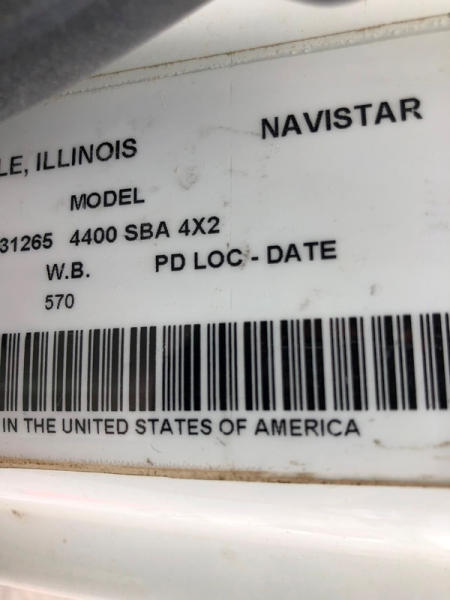 LE, ILLINOIS NAVISTAR
MODEL
31265 4400 SBA 4X2
W.B. PD LOC - DATE
570
IN THE UNITED STATES OF AMERICA